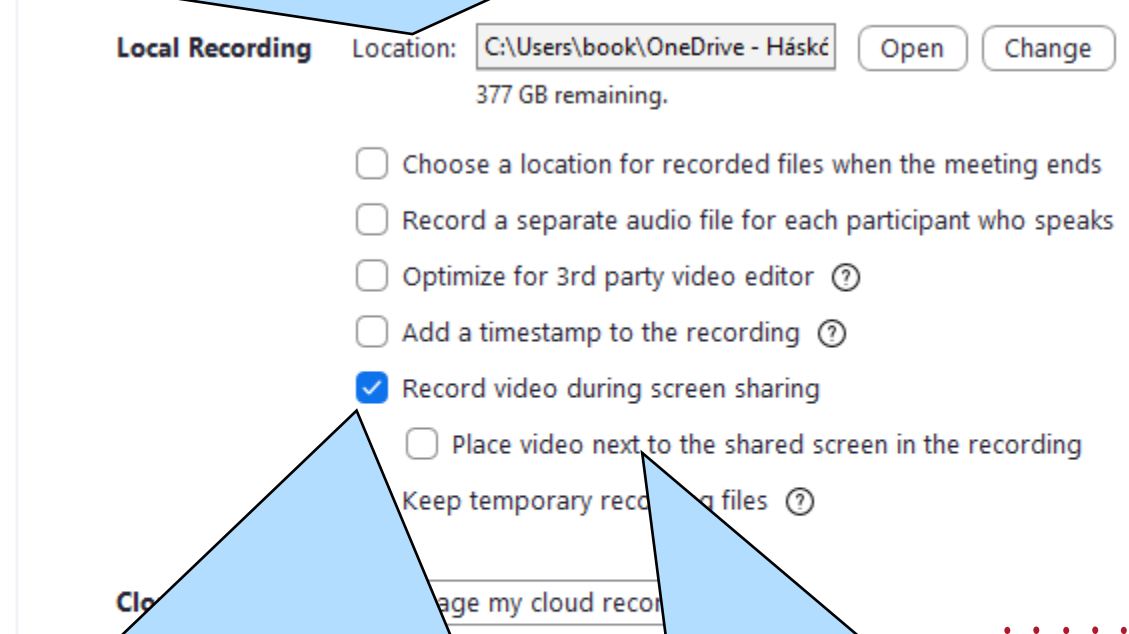 Local Recording Location: C:\Users\book\OneDrive - Háskó Open Change
377 GB remaining.
Choose a location for recorded files when the meeting ends
Record a separate audio file for each participant who speaks
Optimize for 3rd party video editor ?
Add a timestamp to the recording ?
Record video during screen sharing
Place video next to the shared screen in the recording
Keep temporary files ?
my cloud